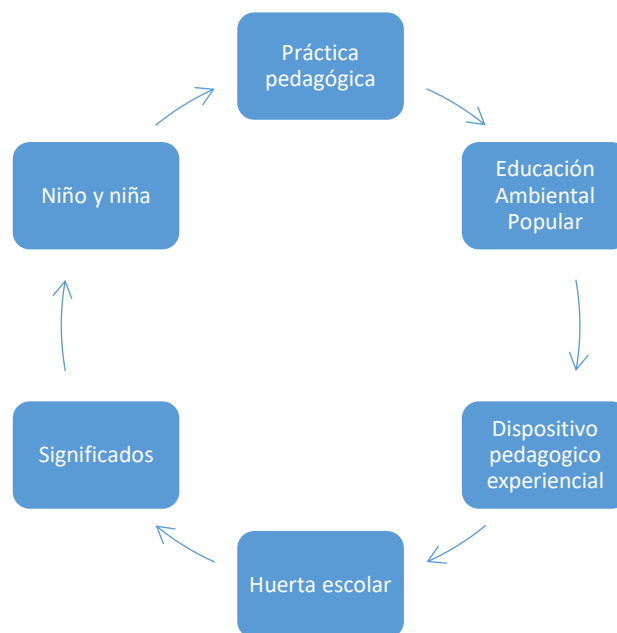 Práctica
pedagógica
Educación
Ambiental
Popular
Dispositivo
pedagogico
experiencial
Huerta escolar
Significados
Niño y niña